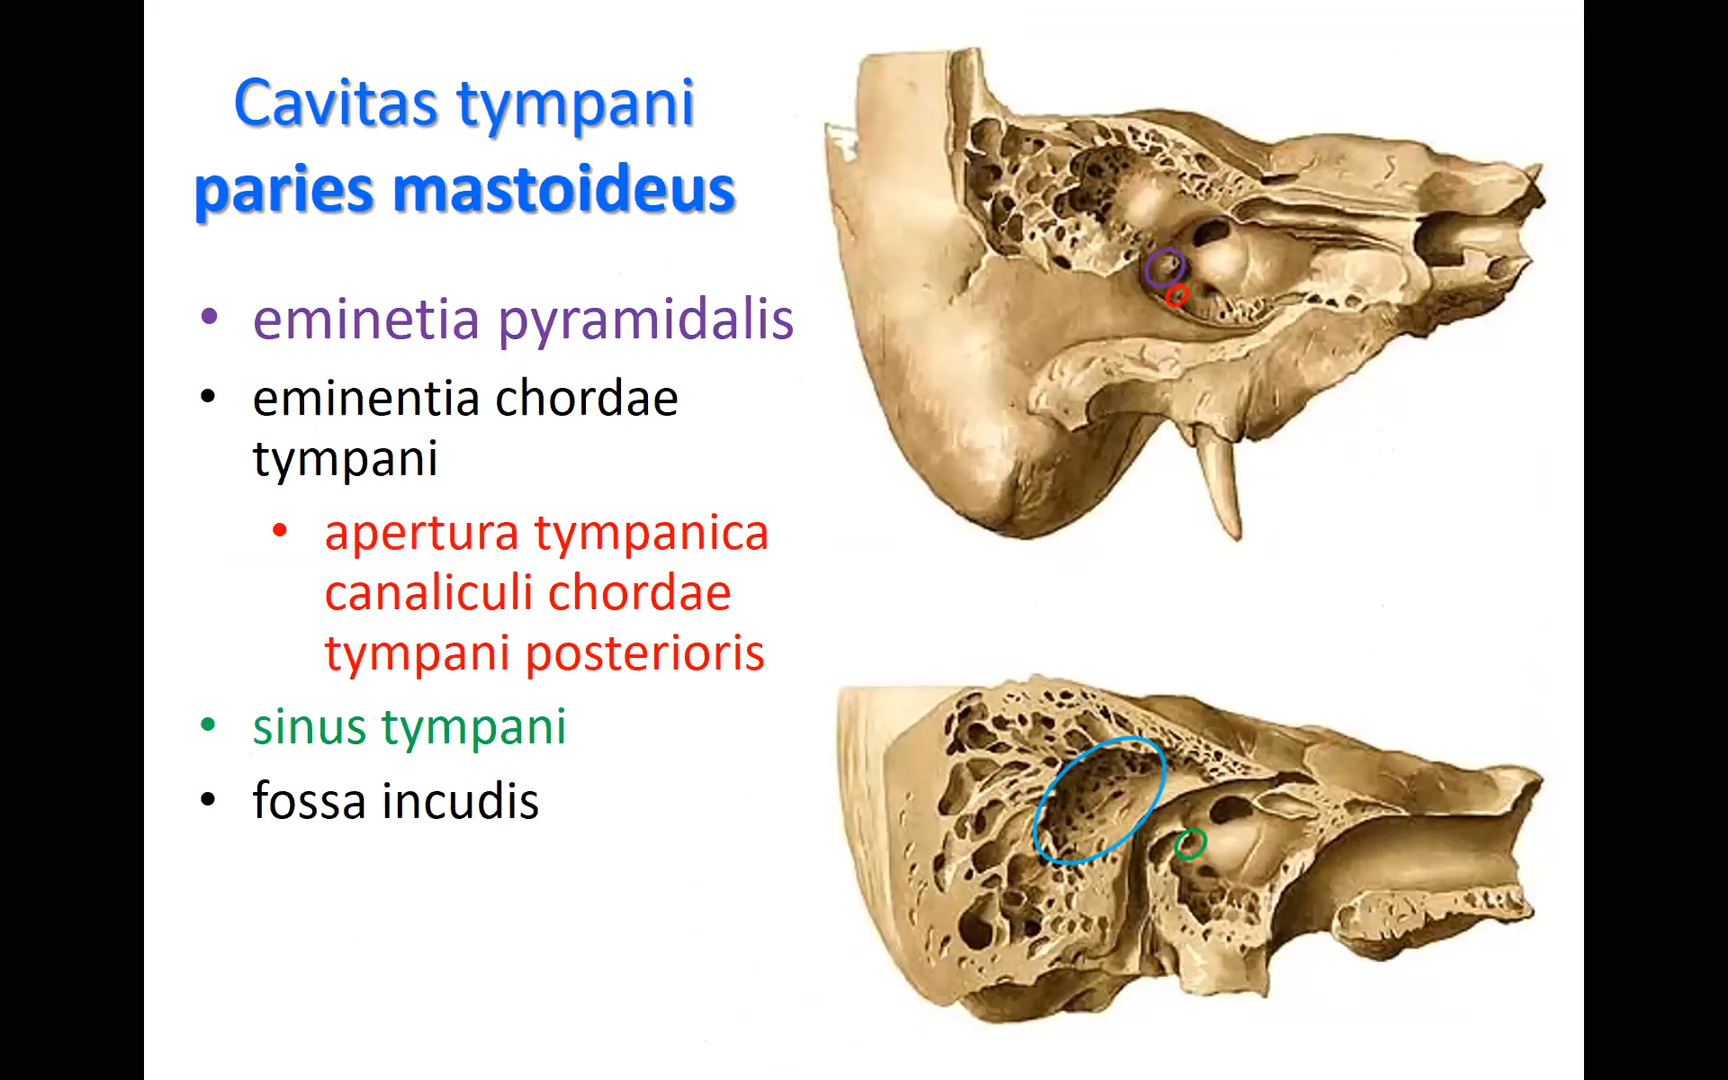 Cavitas tympani
paries mastoideus
• eminetia pyramidalis
• eminentia chordae
tympani
• apertura tympanica
canaliculi chordae
tympani posterioris
• sinus tympani
• fossa incudis